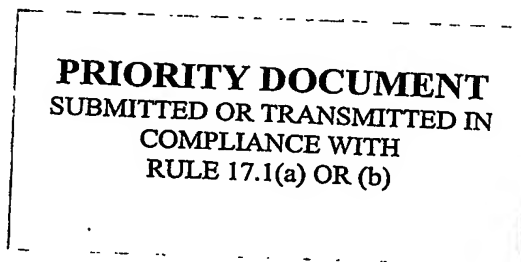 PRIORITY DOCUMENT
SUBMITTED OR TRANSMITTED IN
COMPLIANCE WITH
RULE 17.1(a) OR (b)